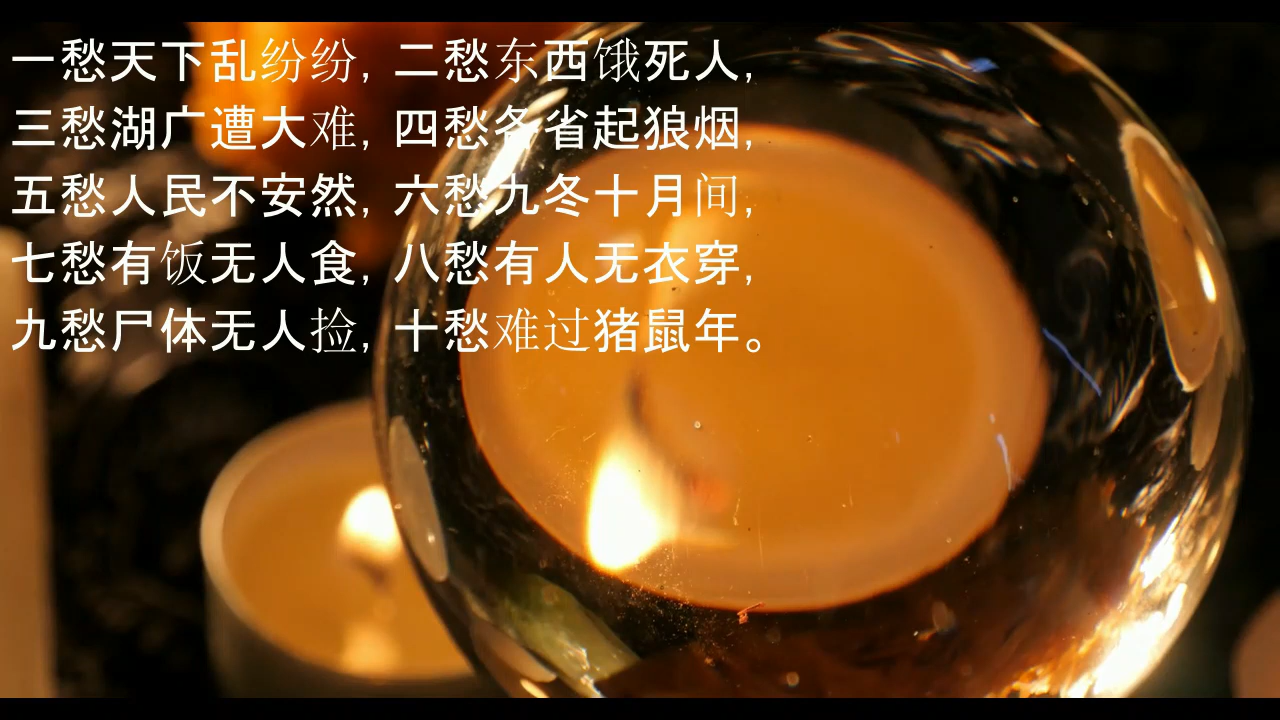 一愁天下乱纷纷, 二愁东西饿死人,
三愁湖广遭大难, 四愁各省起狼烟,
五愁人民不安然, 六愁九冬十月间,
七愁有饭无人食, 八愁有人无衣穿,
九愁尸体无人捡, 十愁难过猪鼠年。